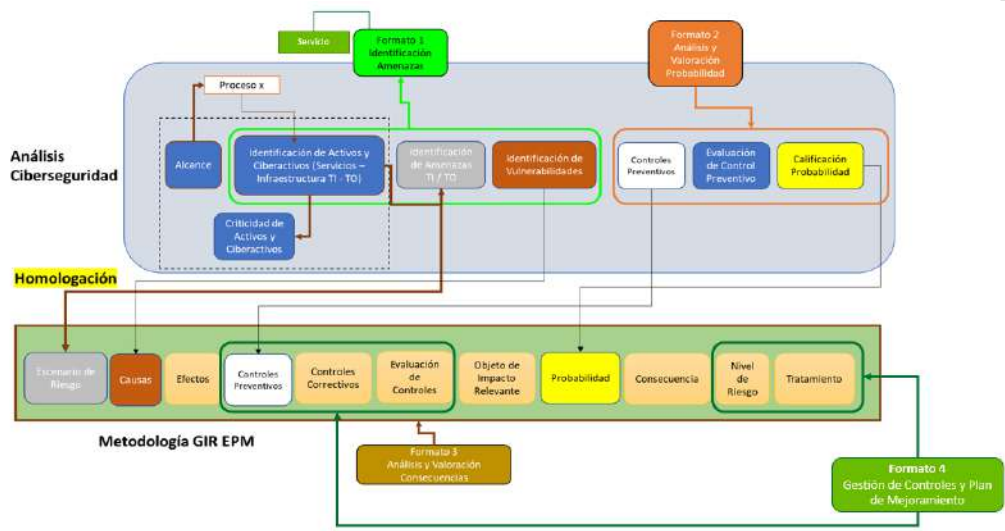 Servicio
Formato 1
Identificación
Amenazas
Formato 2
Análisis y
Valoración
Probabilidad
Proceso x
Análisis
Ciberseguridad
Alcance
Identificación de Activos y
Ciberactivos (Servicios –
Infraestructura TI - TO)
Identificación
de Amenazas
TI / TO
Identificación de
Vulnerabilidades
Controles
Preventivos
Evaluación
de Control
Preventivo
Calificación
Probabilidad
Criticidad de
Activos y
Ciberactivos
Homologación
Escenario de
Riesgo
Causas
Efectos
Controles
Preventivos
Controles
Correctivos
Evaluación
de
Controles
Objeto de
Impacto
Relevante
Probabilidad
Consecuencia
Nivel
de
Riesgo
Tratamiento
Metodología GIR EPM
Formato 3
Análisis y Valoración
Consecuencias
Formato 4
Gestión de Controles y Plan
de Mejoramiento